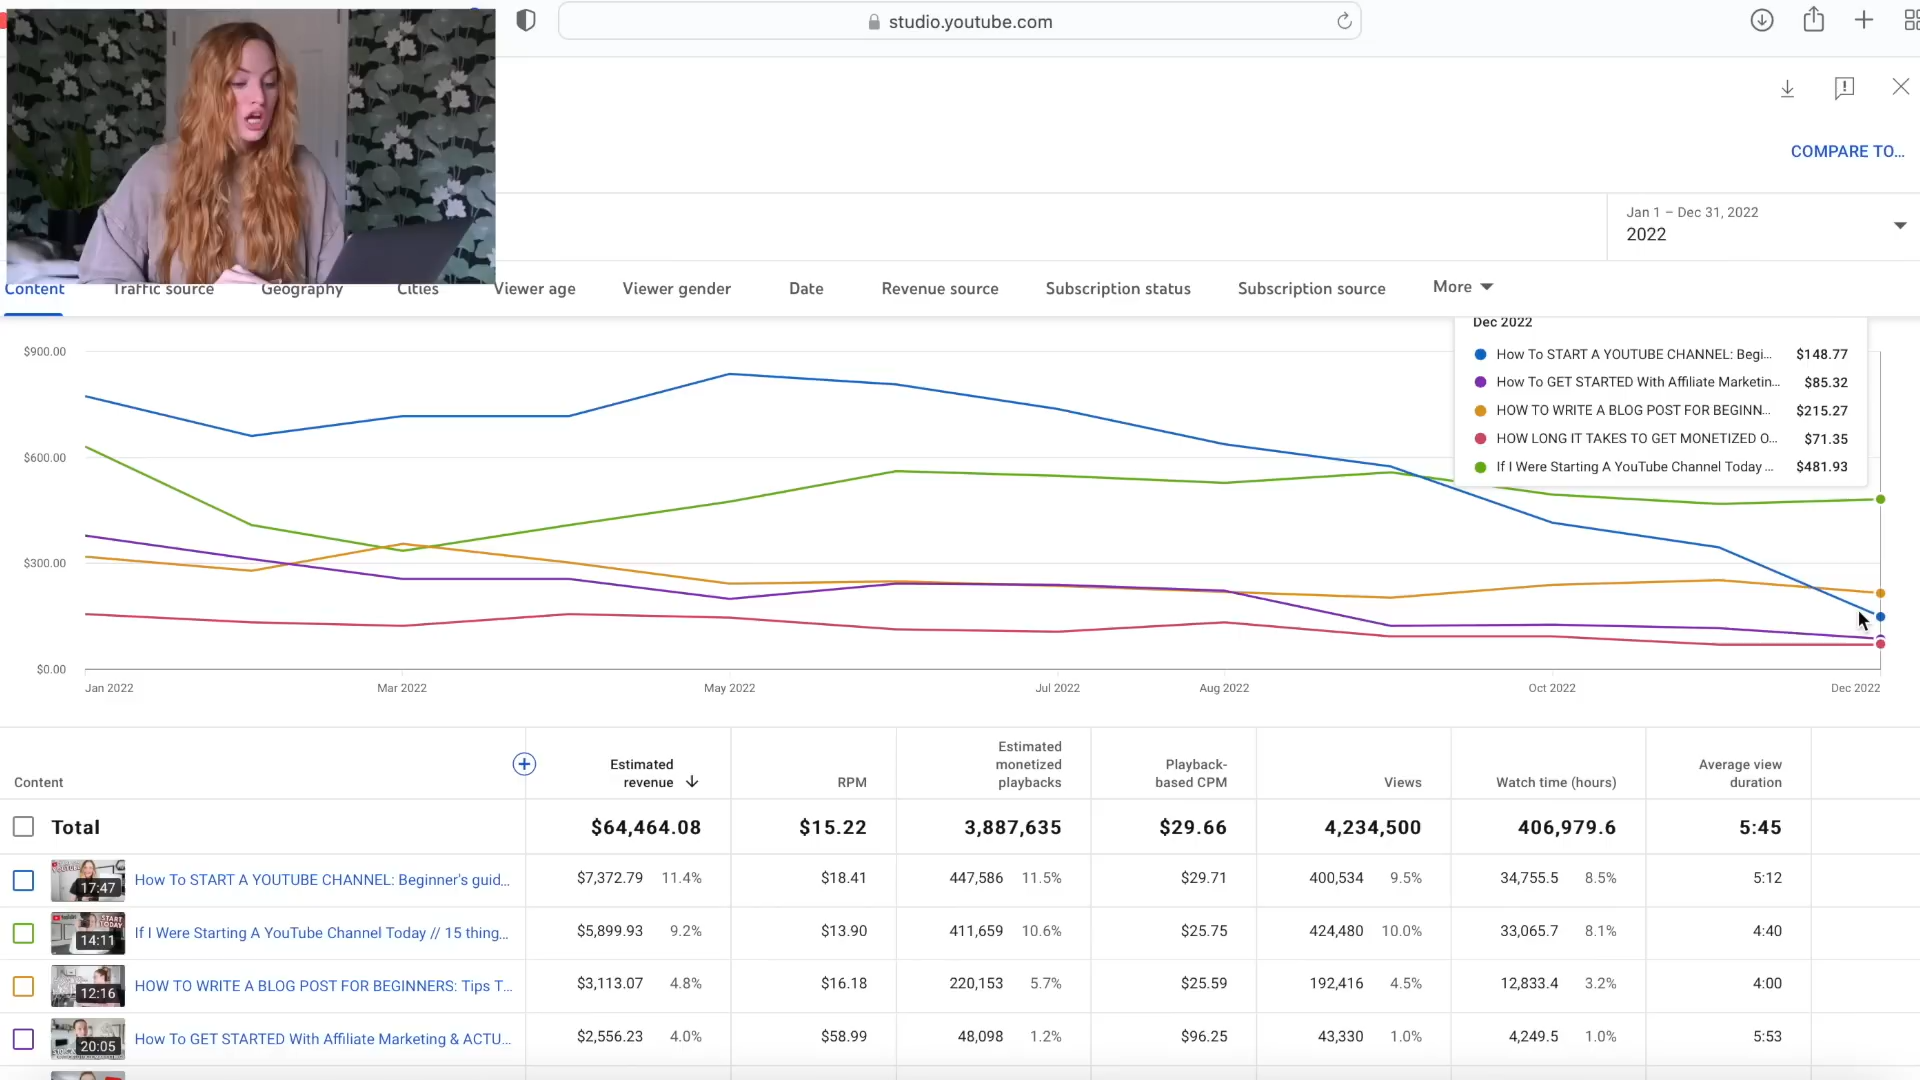 studio.youtube.com
COMPARE TO...
Jan 1 – Dec 31, 2022
2022
Content Traffic source Geography Cities Viewer age Viewer gender Date Revenue source Subscription status Subscription source More
Dec 2022
How To START A YOUTUBE CHANNEL: Begi... $148.77
How To GET STARTED With Affiliate Marketin... $85.32
HOW TO WRITE A BLOG POST FOR BEGINN... $215.27
HOW LONG IT TAKES TO GET MONETIZED O... $71.35
If I Were Starting A YouTube Channel Today ... $481.93
$900.00
$600.00
$300.00
$0.00
Jan 2022 Mar 2022 May 2022 Jul 2022 Aug 2022 Oct 2022 Dec 2022
Content Estimated revenue RPM Estimated monetized playbacks Playback-based CPM Views Watch time (hours) Average view duration
Total $64,464.08 $15.22 3,887,635 $29.66 4,234,500 406,979.6 5:45
17:47 How To START A YOUTUBE CHANNEL: Beginner's guid... $7,372.79 11.4% $18.41 447,586 11.5% $29.71 400,534 9.5% 34,755.5 8.5% 5:12
14:11 If I Were Starting A YouTube Channel Today // 15 thing... $5,899.93 9.2% $13.90 411,659 10.6% $25.75 424,480 10.0% 33,065.7 8.1% 4:40
12:16 HOW TO WRITE A BLOG POST FOR BEGINNERS: Tips T... $3,113.07 4.8% $16.18 220,153 5.7% $25.59 192,416 4.5% 12,833.4 3.2% 4:00
20:05 How To GET STARTED With Affiliate Marketing & ACTU... $2,556.23 4.0% $58.99 48,098 1.2% $96.25 43,330 1.0% 4,249.5 1.0% 5:53